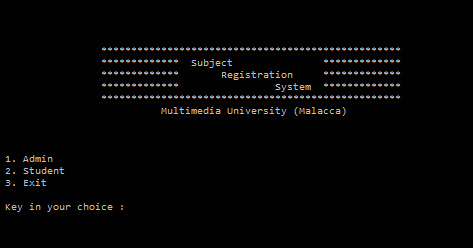 **************************************************
************* Subject *************
************* Registration *************
************* System *************
**************************************************
Multimedia University (Malacca)
1. Admin
2. Student
3. Exit
Key in your choice :